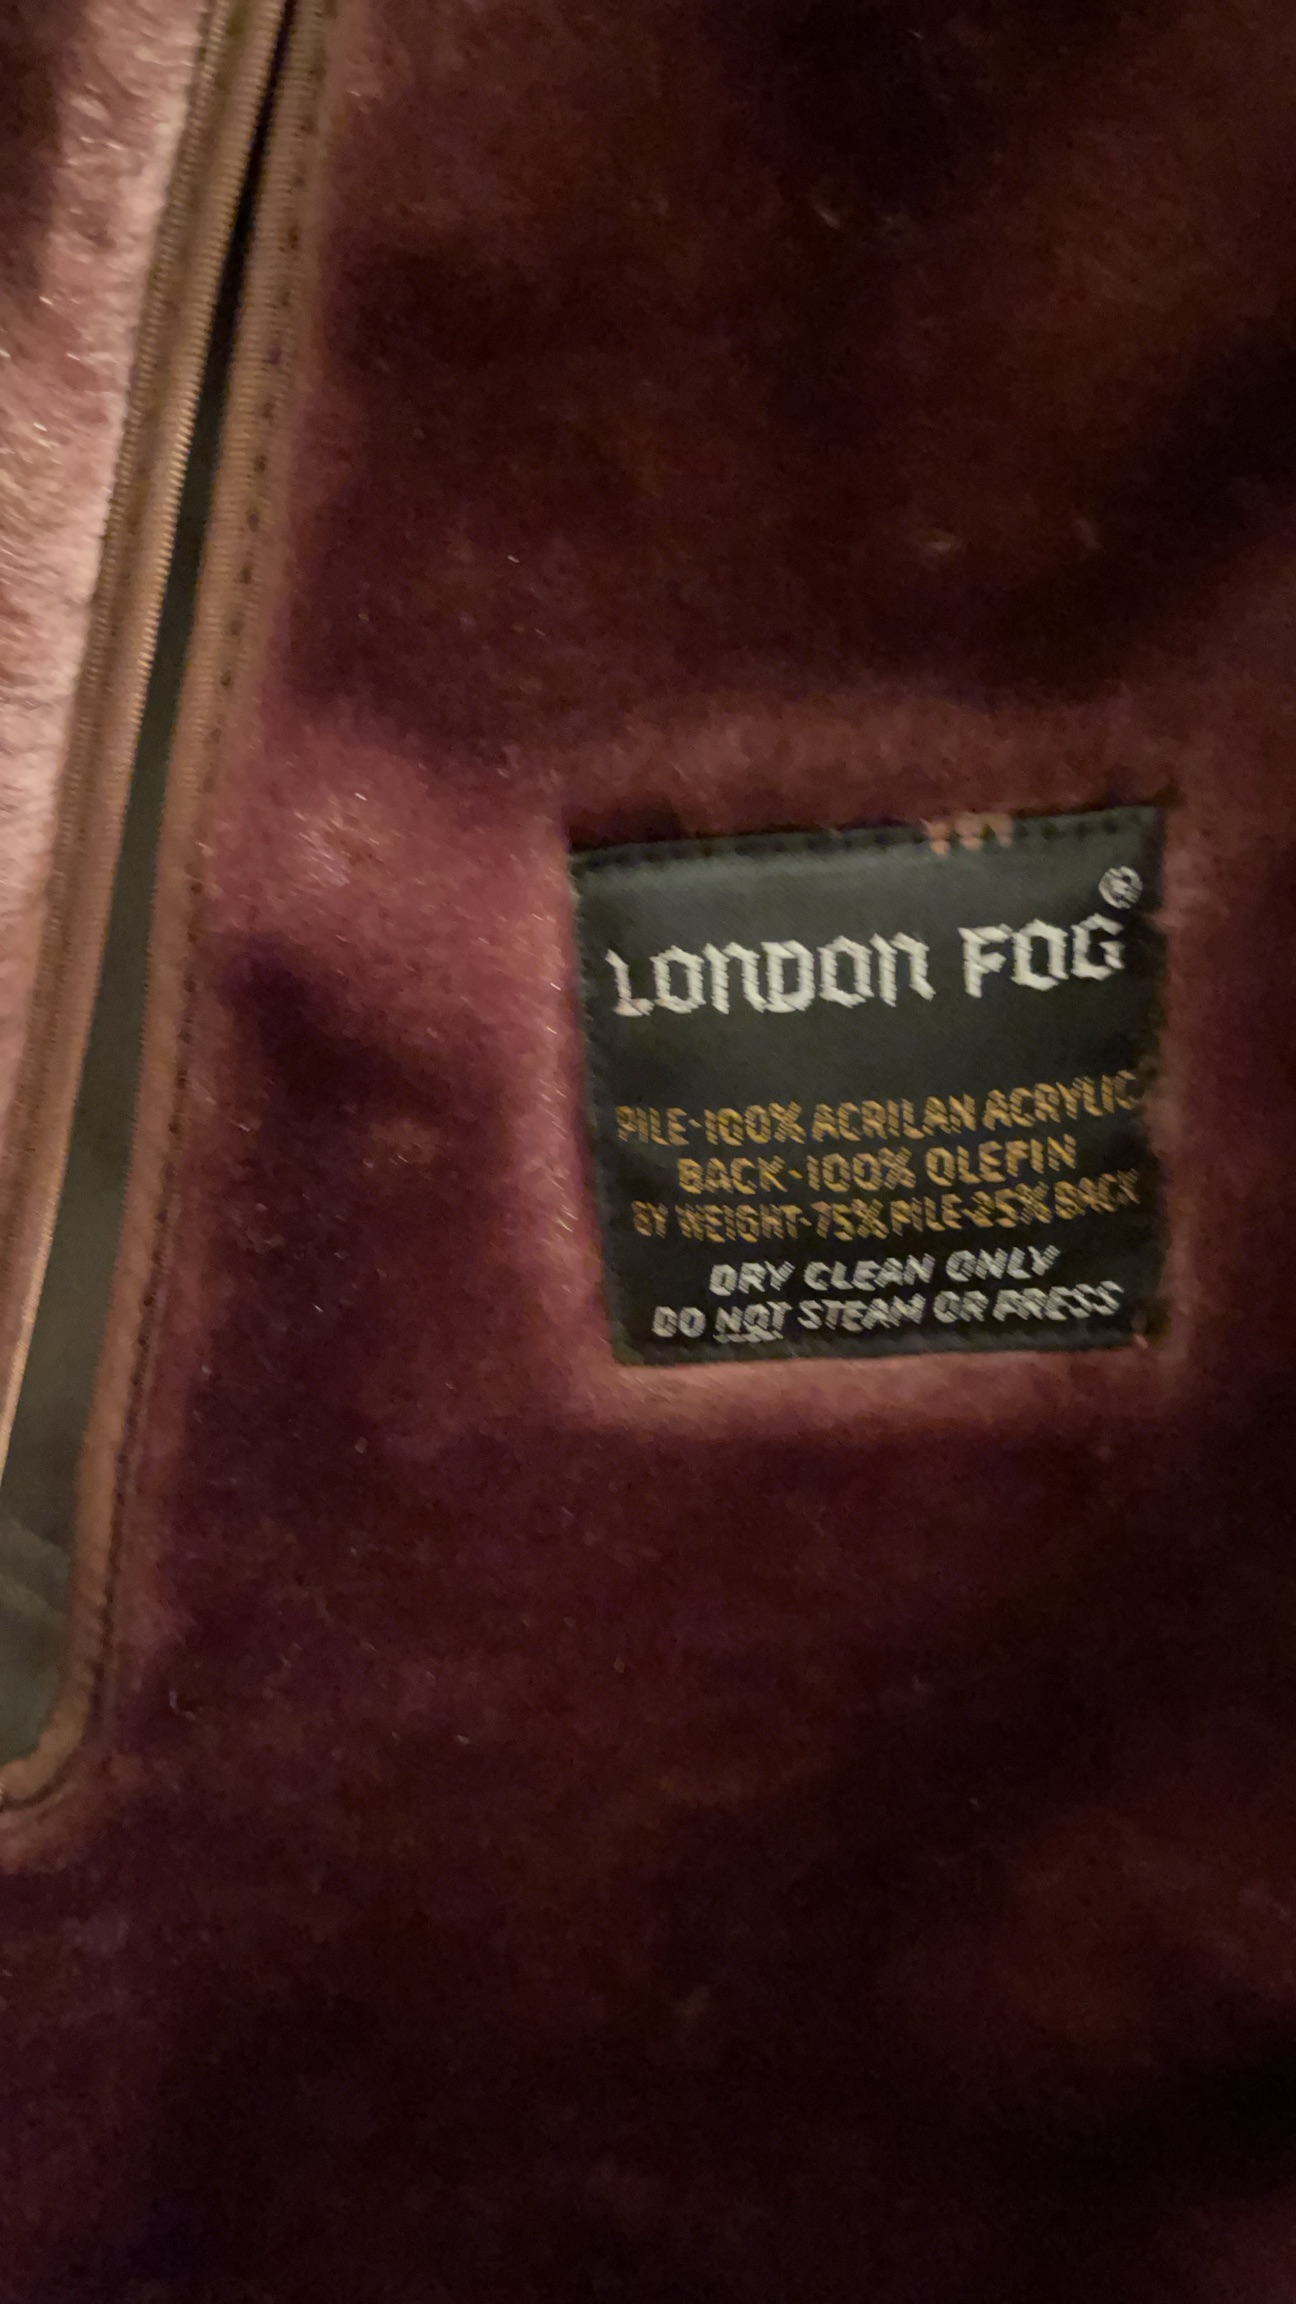 LONDON FOG®
PILE-100% ACRILAN ACRYLIC
BACK-100% OLEFIN
BY WEIGHT-75% PILE-25% BACK
DRY CLEAN ONLY
DO NOT STEAM OR PRESS